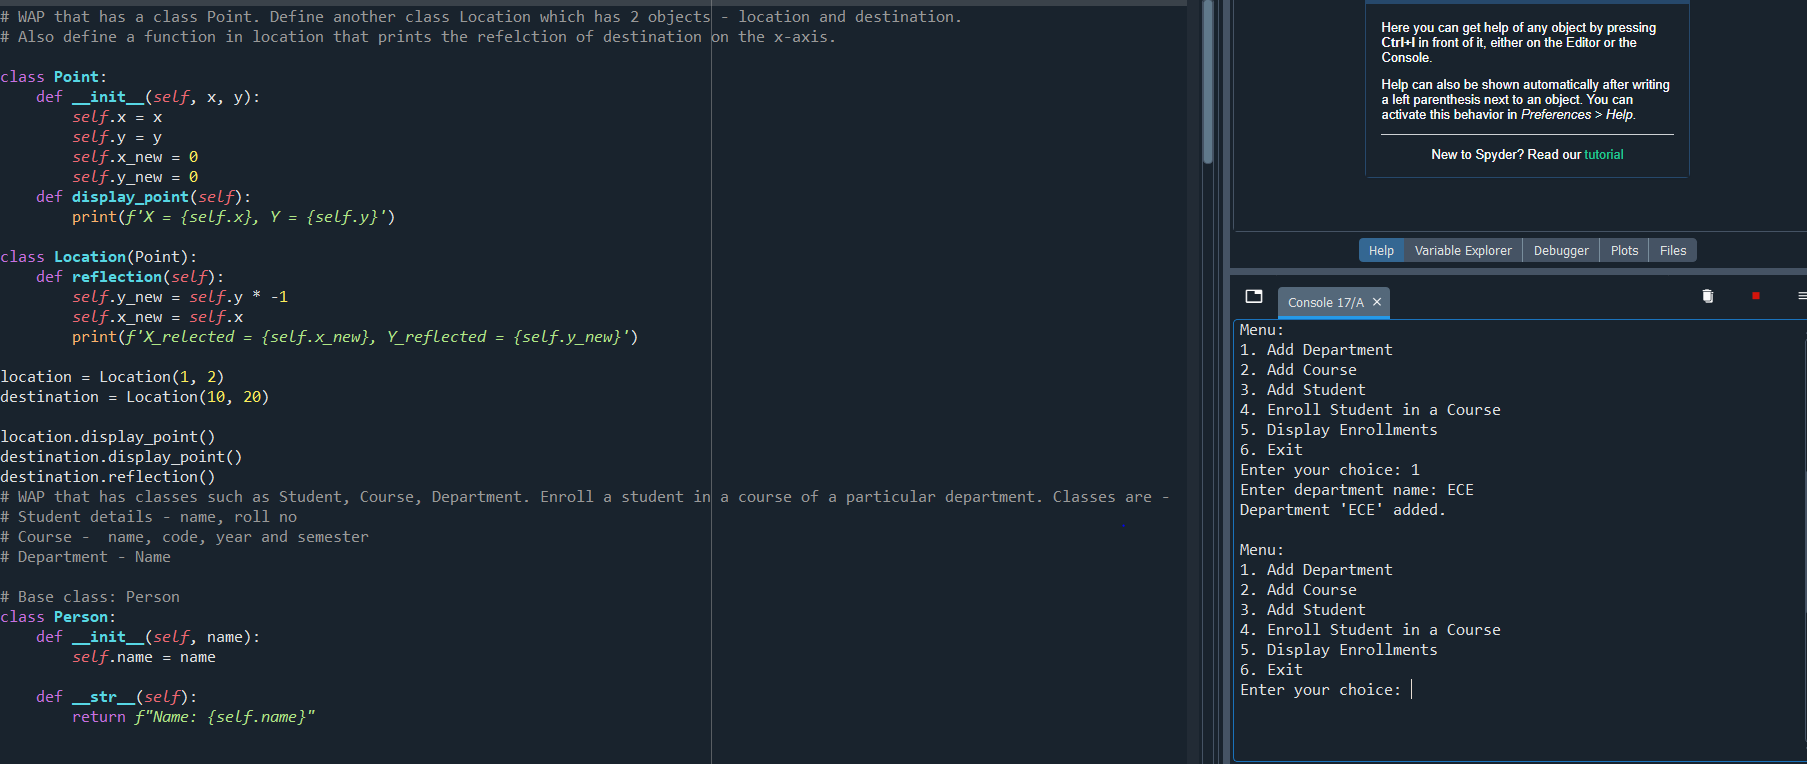 # WAP that has a class Point. Define another class Location which has 2 objects - location and destination.
# Also define a function in location that prints the refelction of destination on the x-axis.
class Point:
    def __init__(self, x, y):
        self.x = x
        self.y = y
        self.x_new = 0
        self.y_new = 0
    def display_point(self):
        print(f'X = {self.x}, Y = {self.y}')
class Location(Point):
    def reflection(self):
        self.y_new = self.y * -1
        self.x_new = self.x
        print(f'X_relected = {self.x_new}, Y_reflected = {self.y_new}')
location = Location(1, 2)
destination = Location(10, 20)
location.display_point()
destination.display_point()
destination.reflection()
# WAP that has classes such as Student, Course, Department. Enroll a student in a course of a particular department. Classes are -
# Student details - name, roll no
# Course -  name, code, year and semester
# Department - Name
# Base class: Person
class Person:
    def __init__(self, name):
        self.name = name
    def __str__(self):
        return f"Name: {self.name}"
Here you can get help of any object by pressing
Ctrl+I in front of it, either on the Editor or the
Console.
Help can also be shown automatically after writing
a left parenthesis next to an object. You can
activate this behavior in Preferences > Help.
New to Spyder? Read our tutorial
Help Variable Explorer Debugger Plots Files
Console 17/A
Menu:
1. Add Department
2. Add Course
3. Add Student
4. Enroll Student in a Course
5. Display Enrollments
6. Exit
Enter your choice: 1
Enter department name: ECE
Department 'ECE' added.
Menu:
1. Add Department
2. Add Course
3. Add Student
4. Enroll Student in a Course
5. Display Enrollments
6. Exit
Enter your choice: